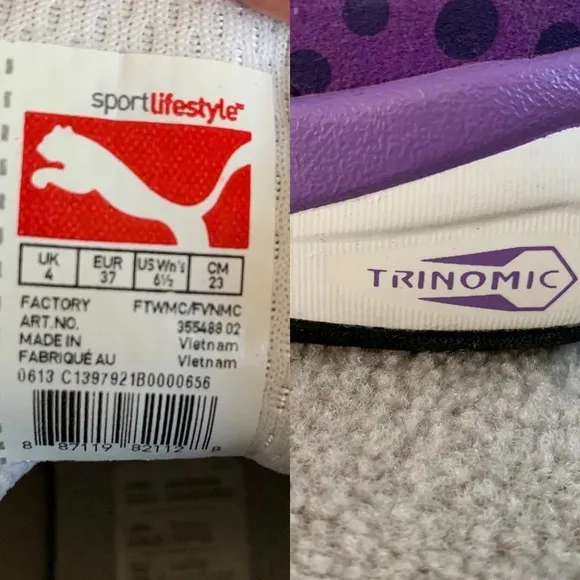 sportlifestyle™
UK EUR US Wn's CM
4 37 6½ 23
FACTORY FTWMC/FVNMC
ART.NO. 355488 02
MADE IN Vietnam
FABRIQUÉ AU Vietnam
0613 C1397921B0000656
8 87119 82112 8
TRINOMIC